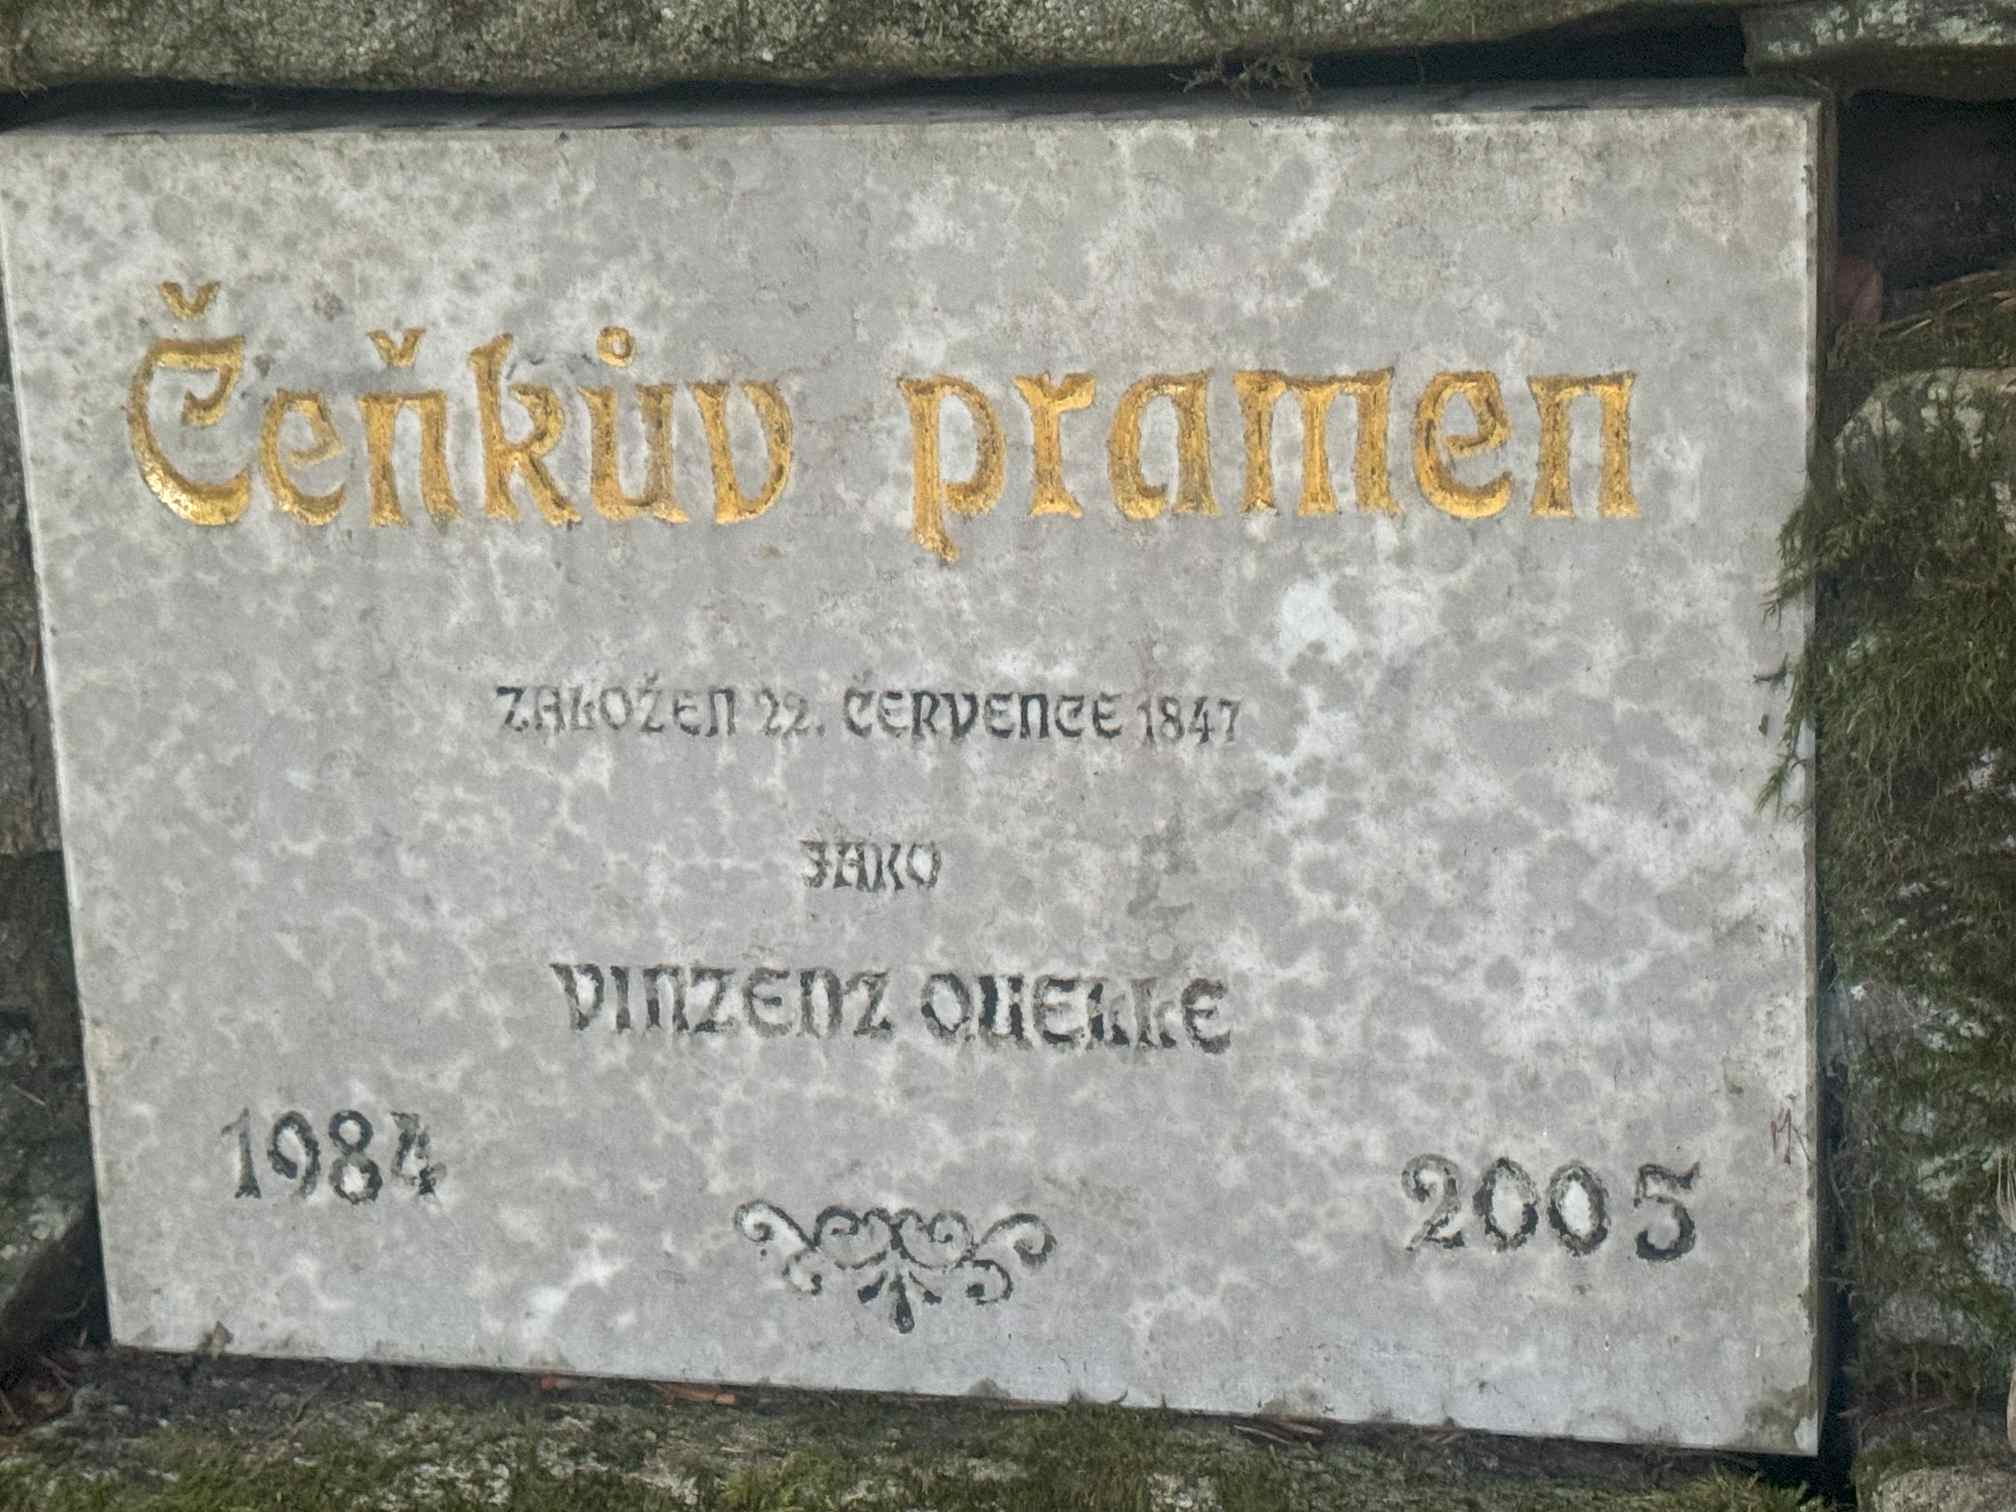 Čeňkův pramen
ZALOŽEN 22. ČERVENCE 1847
JAKO
VINZENZ QUELLE
1984
2005